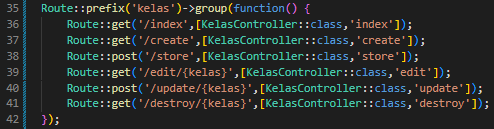 35 Route::prefix('kelas')->group(function() {
36 Route::get('/index',[KelasController::class,'index']);
37 Route::get('/create',[KelasController::class,'create']);
38 Route::post('/store',[KelasController::class,'store']);
39 Route::get('/edit/{kelas}',[KelasController::class,'edit']);
40 Route::post('/update/{kelas}',[KelasController::class,'update']);
41 Route::get('/destroy/{kelas}',[KelasController::class,'destroy']);
42 });